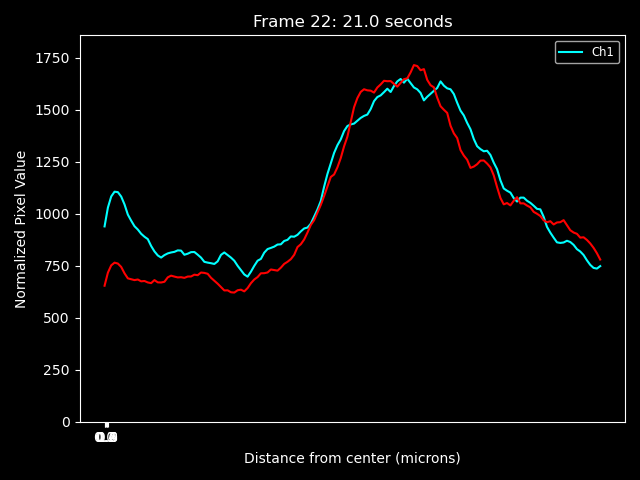 Frame 22: 21.0 seconds
Ch1
1750
1500
1250
1000
750
500
250
0
Normalized Pixel Value
Distance from center (microns)